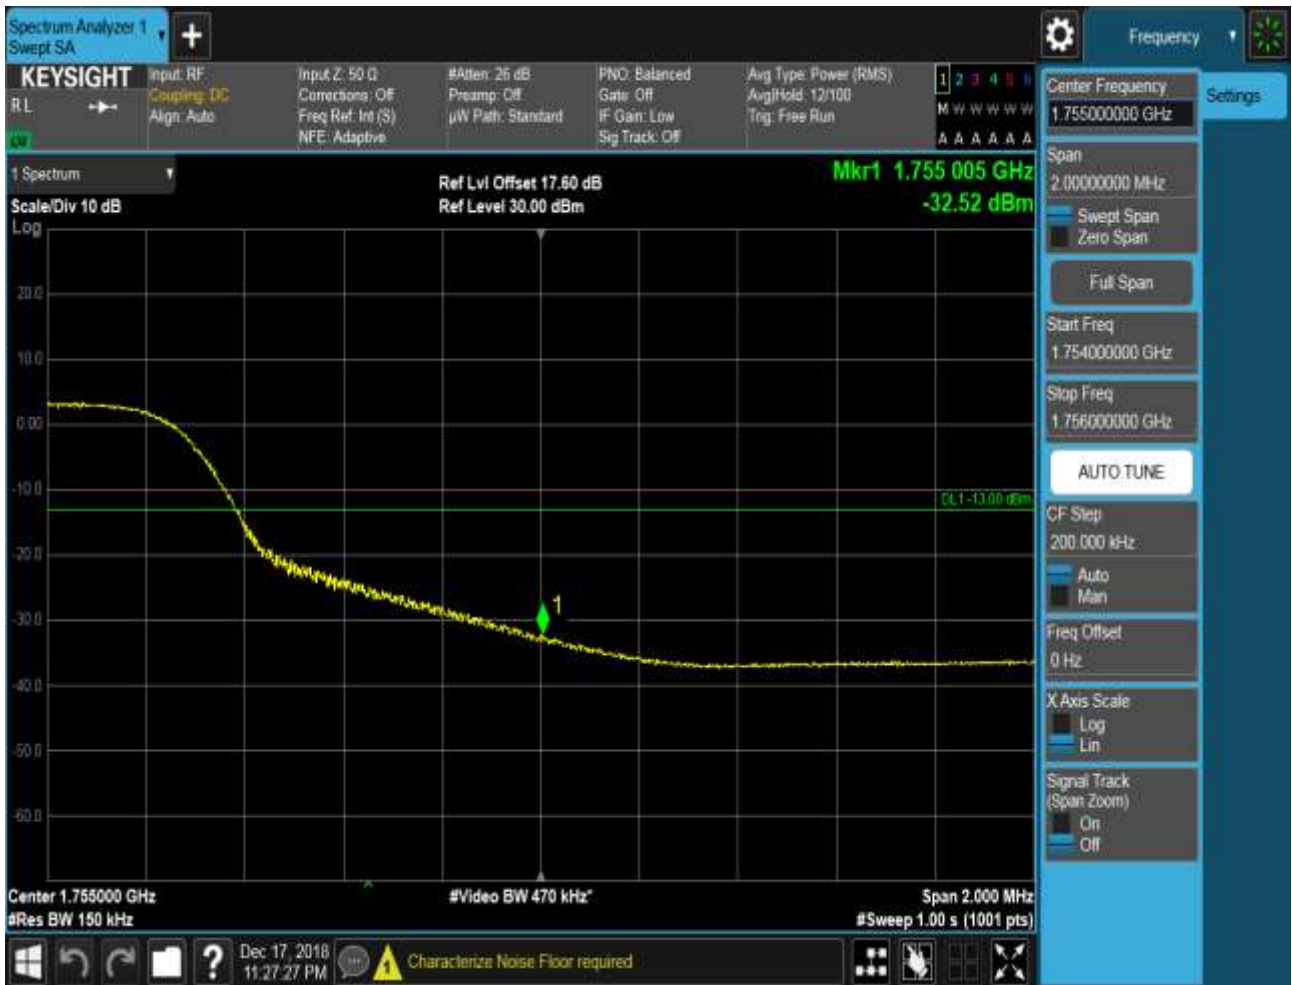 Spectrum Analyzer 1
Swept SA
Frequency
KEYSIGHT
R L
Input: RF
Coupling: DC
Align: Auto
Input Z: 50 Ω
Corrections: Off
Freq Ref: Int (S)
NFE: Adaptive
#Atten: 26 dB
Preamp: Off
µW Path: Standard
PNO: Balanced
Gate: Off
IF Gain: Low
Sig Track: Off
Avg Type: Power (RMS)
Avg|Hold: 12/100
Trig: Free Run
1 2 3 4 5 6
M W W W W W
A A A A A A
1 Spectrum
Scale/Div 10 dB
Log
Ref Lvl Offset 17.60 dB
Ref Level 30.00 dBm
Mkr1 1.755 005 GHz
-32.52 dBm
20.0
10.0
0.00
-10.0
-20.0
-30.0
-40.0
-50.0
-60.0
DL1 -13.00 dBm
1
Center 1.755000 GHz
#Res BW 150 kHz
#Video BW 470 kHz*
Span 2.000 MHz
#Sweep 1.00 s (1001 pts)
Center Frequency
1.755000000 GHz
Settings
Span
2.00000000 MHz
Swept Span
Zero Span
Full Span
Start Freq
1.754000000 GHz
Stop Freq
1.756000000 GHz
AUTO TUNE
CF Step
200.000 kHz
Auto
Man
Freq Offset
0 Hz
X Axis Scale
Log
Lin
Signal Track
(Span Zoom)
On
Off
?
Dec 17, 2018
11:27:27 PM
1
Characterize Noise Floor required